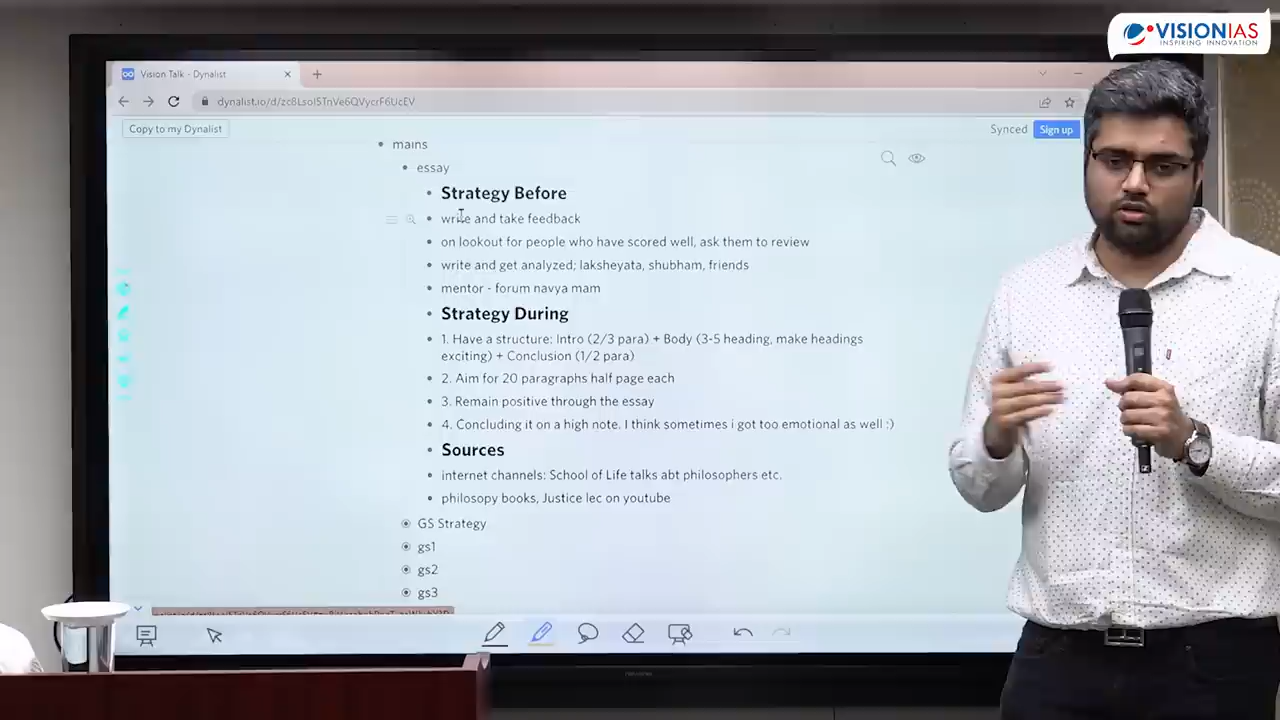 VISIONIAS
INSPIRING INNOVATION
Vision Talk - Dynalist
dynalist.io/d/zc8LsoI5TnVe6QVycrF6UcEV
Copy to my Dynalist
Synced
Sign up
mains
essay
Strategy Before
write and take feedback
on lookout for people who have scored well, ask them to review
write and get analyzed; laksheyata, shubham, friends
mentor - forum navya mam
Strategy During
1. Have a structure: Intro (2/3 para) + Body (3-5 heading, make headings
exciting) + Conclusion (1/2 para)
2. Aim for 20 paragraphs half page each
3. Remain positive through the essay
4. Concluding it on a high note. I think sometimes i got too emotional as well :)
Sources
internet channels: School of Life talks abt philosophers etc.
philosopy books, Justice lec on youtube
GS Strategy
gs1
gs2
gs3